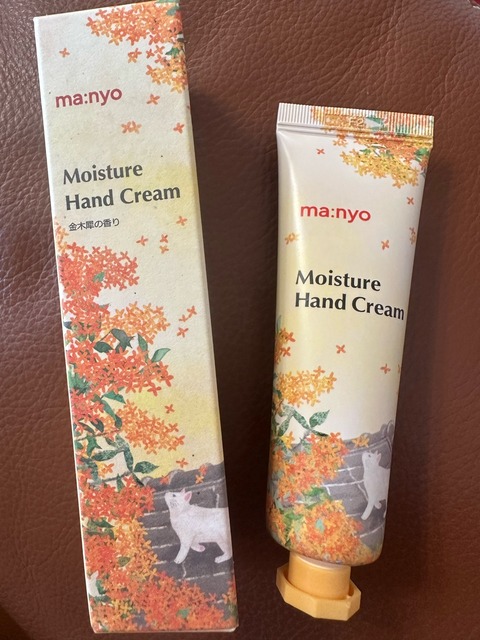 ma:nyo
Moisture
Hand Cream
金木犀の香り
ma:nyo
Moisture
Hand Cream